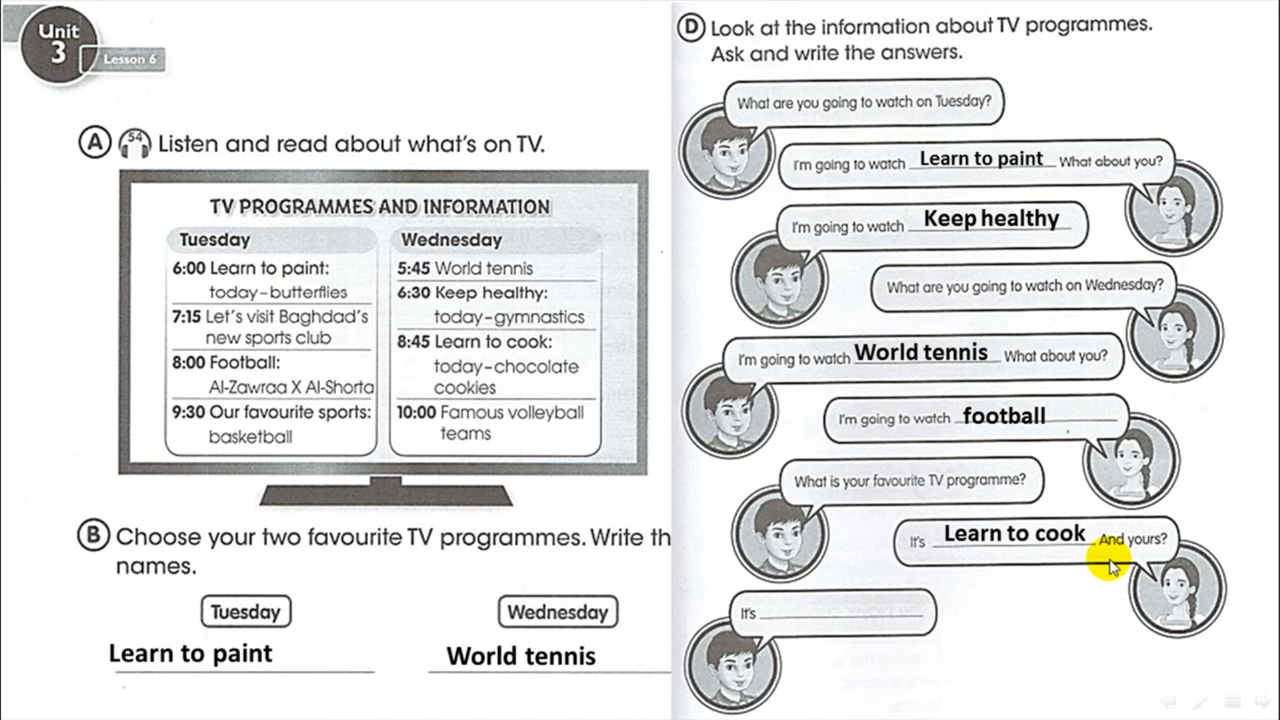 Unit
3
Lesson 6
A 54 Listen and read about what's on TV.
TV PROGRAMMES AND INFORMATION
Tuesday
6:00 Learn to paint:
today – butterflies
7:15 Let's visit Baghdad's
new sports club
8:00 Football:
Al-Zawraa X Al-Shorta
9:30 Our favourite sports:
basketball
Wednesday
5:45 World tennis
6:30 Keep healthy:
today – gymnastics
8:45 Learn to cook:
today – chocolate
cookies
10:00 Famous volleyball
teams
B Choose your two favourite TV programmes. Write th
names.
Tuesday
Learn to paint
Wednesday
World tennis
D Look at the information about TV programmes.
Ask and write the answers.
What are you going to watch on Tuesday?
I'm going to watch Learn to paint What about you?
I'm going to watch Keep healthy
What are you going to watch on Wednesday?
I'm going to watch World tennis What about you?
I'm going to watch football
What is your favourite TV programme?
It's Learn to cook And yours?
It's